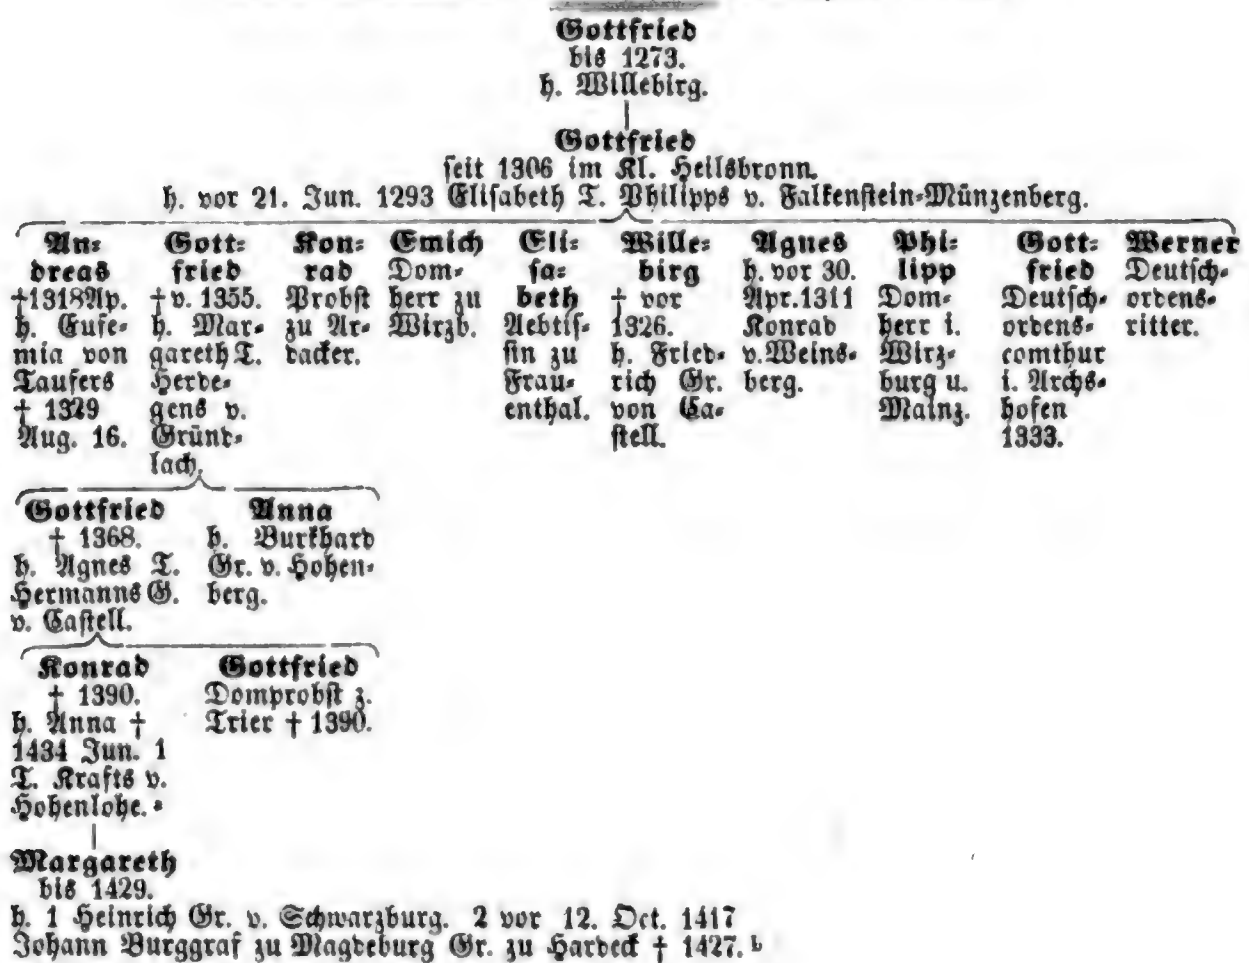 Gottfried
bis 1273.
h. Willebirg.
Gottfried
seit 1306 im Kl. Heilsbronn.
h. vor 21. Jun. 1293 Elisabeth T. Philipps v. Falkenstein-Münzenberg.
An-
dreas
†1318Ap.
h. Eufe-
mia von
Taufers
† 1329
Aug. 16.
Gott-
fried
† v. 1355.
h. Mar-
gareth T.
Herde-
gens v.
Gründ-
lach.
Kon-
rad
Probst
zu Ar-
dacker.
Emich
Dom-
herr zu
Wirzb.
Eli-
sa-
beth
Aebtis-
sin zu
Frau-
enthal.
Wille-
birg
† vor
1326.
h. Fried-
rich Gr.
von Ca-
stell.
Agnes
h. vor 30.
Apr.1311
Konrad
v.Weins-
berg.
Phi-
lipp
Dom-
herr i.
Wirz-
burg u.
Mainz.
Gott-
fried
Deutsch-
ordens-
comthur
i. Archs-
hofen
1333.
Werner
Deutsch-
ordens-
ritter.
Gottfried
† 1368.
h. Agnes T.
Hermanns G.
v. Castell.
Anna
h. Burkhard
Gr. v. Hohen-
berg.
Konrad
† 1390.
h. Anna †
1434 Jun. 1
T. Krafts v.
Hohenlohe.
Gottfried
Domprobst z.
Trier † 1390.
Margareth
bis 1429.
h. 1 Heinrich Gr. v. Schwarzburg. 2 vor 12. Oct. 1417
Johann Burggraf zu Magdeburg Gr. zu Hardeck † 1427. b